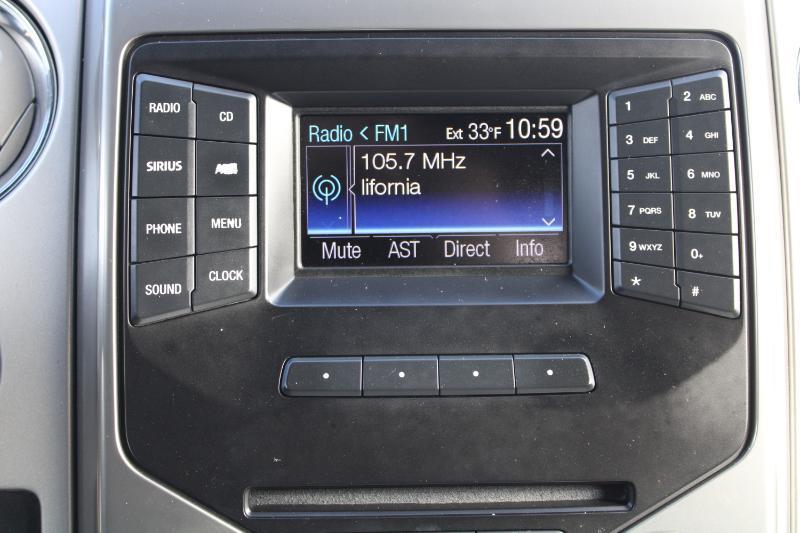 RADIO
CD
SIRIUS
PHONE
MENU
SOUND
CLOCK
Radio < FM1 Ext 33°F 10:59
105.7 MHz
lifornia
Mute AST Direct Info
1
2 ABC
3 DEF
4 GHI
5 JKL
6 MNO
7 PQRS
8 TUV
9 WXYZ
0+
*
#